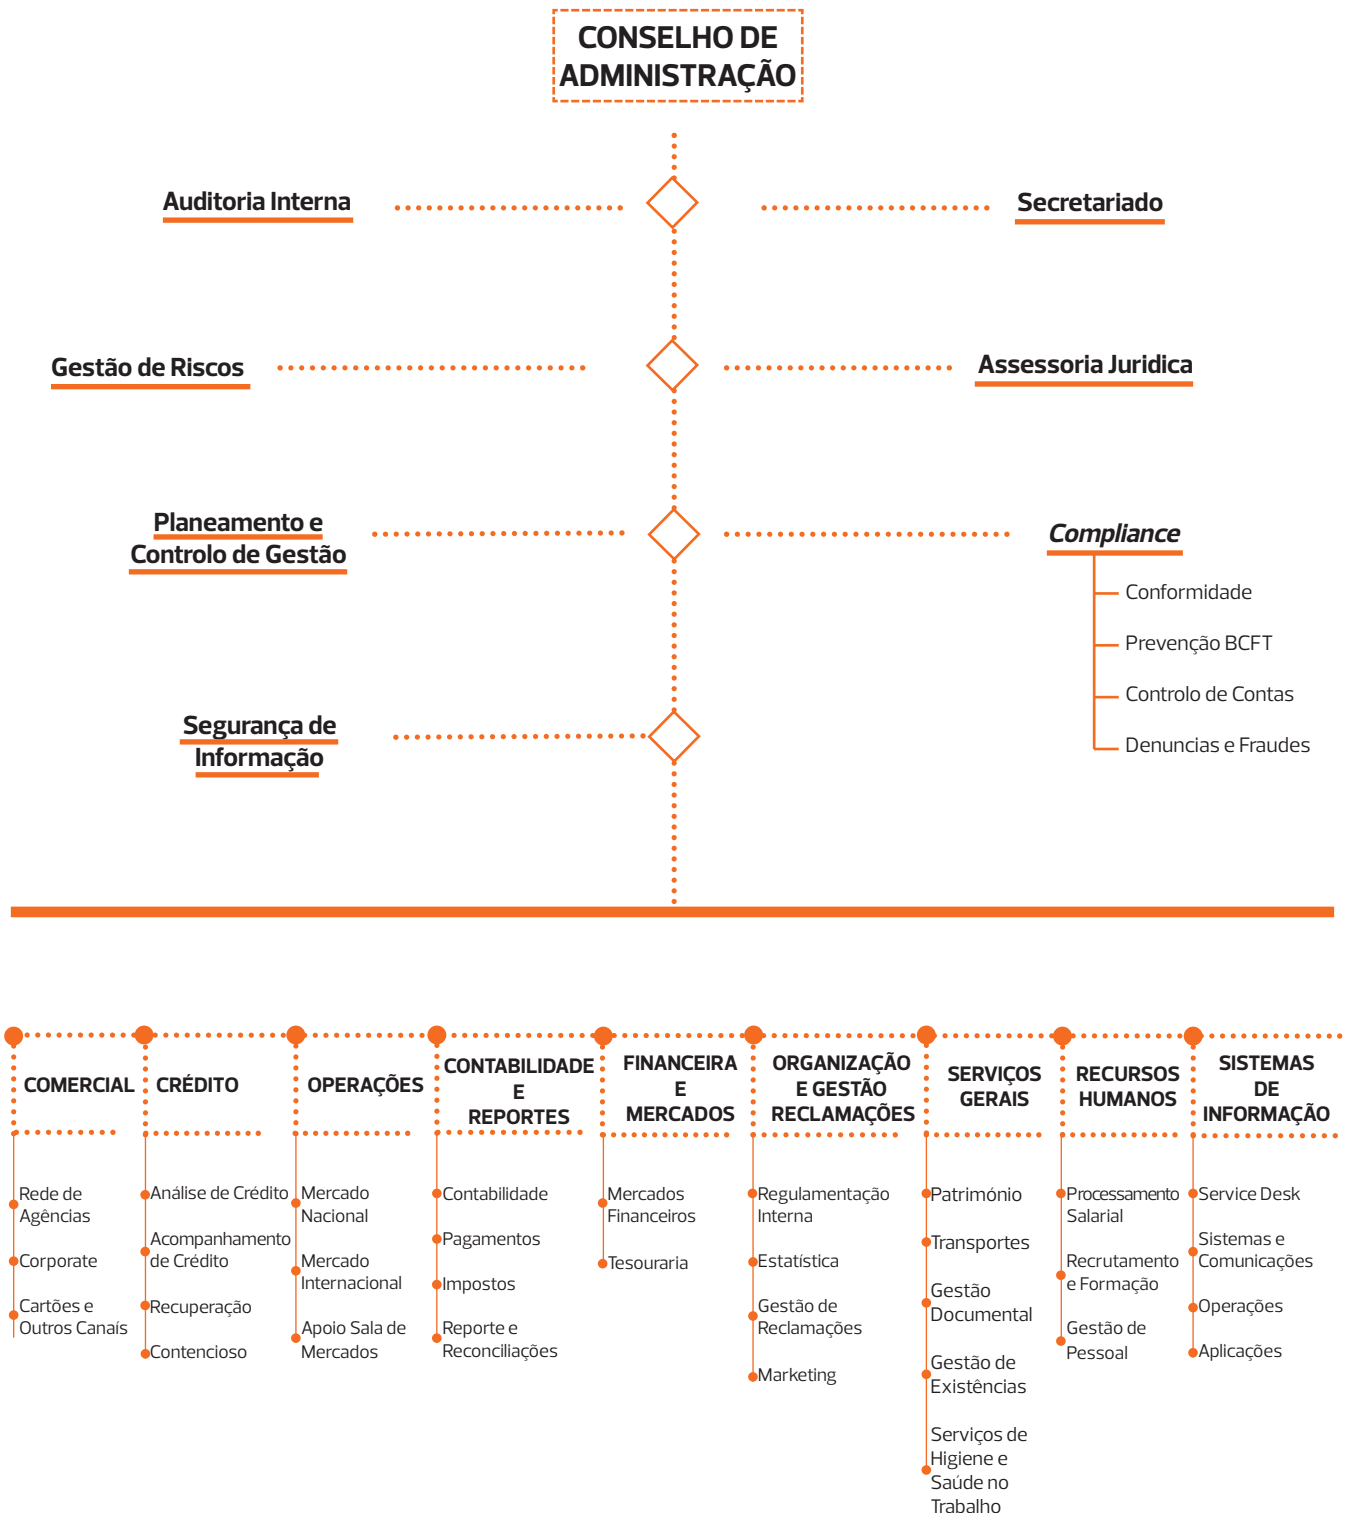 CONSELHO DE
ADMINISTRAÇÃO
Auditoria Interna
Secretariado
Gestão de Riscos
Assessoria Juridica
Planeamento e
Controlo de Gestão
Compliance
Conformidade
Prevenção BCFT
Controlo de Contas
Denuncias e Fraudes
Segurança de
Informação
COMERCIAL
Rede de
Agências
Corporate
Cartões e
Outros Canaís
CRÉDITO
Análise de Crédito
Acompanhamento
de Crédito
Recuperação
Contencioso
OPERAÇÕES
Mercado
Nacional
Mercado
Internacional
Apoio Sala de
Mercados
CONTABILIDADE
E
REPORTES
Contabilidade
Pagamentos
Impostos
Reporte e
Reconciliações
FINANCEIRA
E
MERCADOS
Mercados
Financeiros
Tesouraria
ORGANIZAÇÃO
E GESTÃO
RECLAMAÇÕES
Regulamentação
Interna
Estatística
Gestão de
Reclamações
Marketing
SERVIÇOS
GERAIS
Património
Transportes
Gestão
Documental
Gestão de
Existências
Serviços de
Higiene e
Saúde no
Trabalho
RECURSOS
HUMANOS
Processamento
Salarial
Recrutamento
e Formação
Gestão de
Pessoal
SISTEMAS
DE
INFORMAÇÃO
Service Desk
Sistemas e
Comunicações
Operações
Aplicações